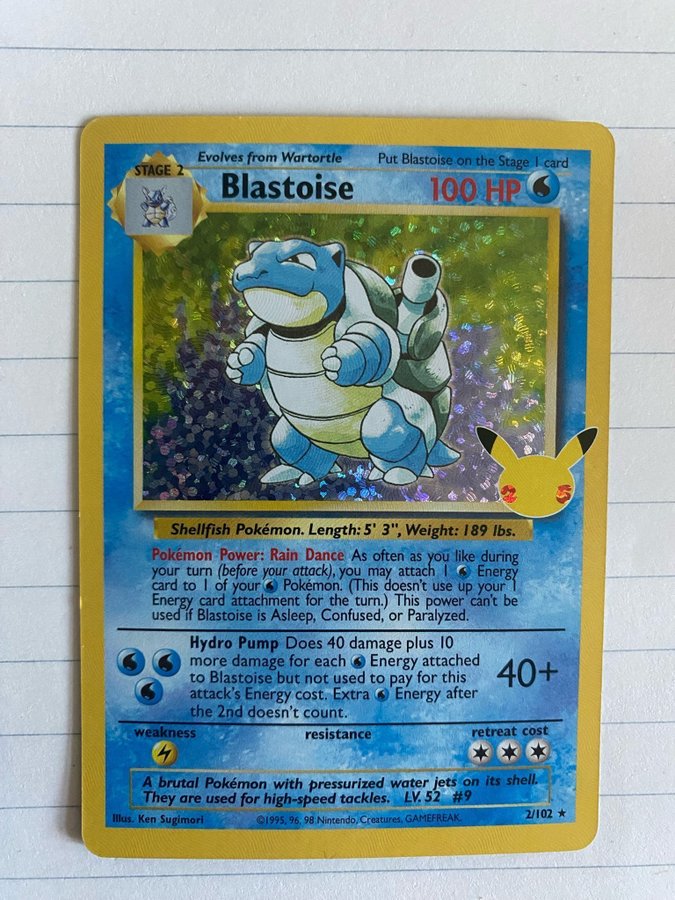 Evolves from Wartortle
Put Blastoise on the Stage 1 card
STAGE 2
Blastoise
100 HP
25
Shellfish Pokémon. Length: 5' 3", Weight: 189 lbs.
Pokémon Power: Rain Dance As often as you like during
your turn (before your attack), you may attach 1 Energy
card to 1 of your Pokémon. (This doesn't use up your 1
Energy card attachment for the turn.) This power can't be
used if Blastoise is Asleep, Confused, or Paralyzed.
Hydro Pump Does 40 damage plus 10
more damage for each Energy attached
to Blastoise but not used to pay for this
attack's Energy cost. Extra Energy after
the 2nd doesn't count.
40+
weakness
resistance
retreat cost
A brutal Pokémon with pressurized water jets on its shell.
They are used for high-speed tackles. LV. 52 #9
Illus. Ken Sugimori
©1995, 96, 98 Nintendo, Creatures, GAMEFREAK.
2/102 ★